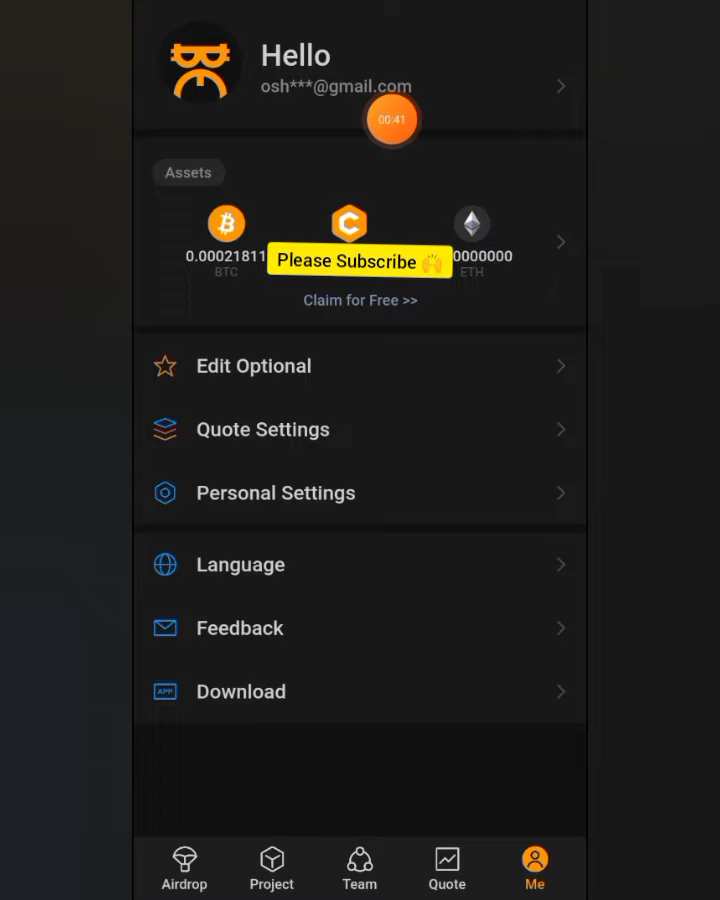 Hello
osh***@gmail.com
00:41
Assets
0.00021811
Please Subscribe 🙌
0000000
BTC
ETH
Claim for Free >>
Edit Optional
Quote Settings
Personal Settings
Language
Feedback
APP
Download
Airdrop
Project
Team
Quote
Me